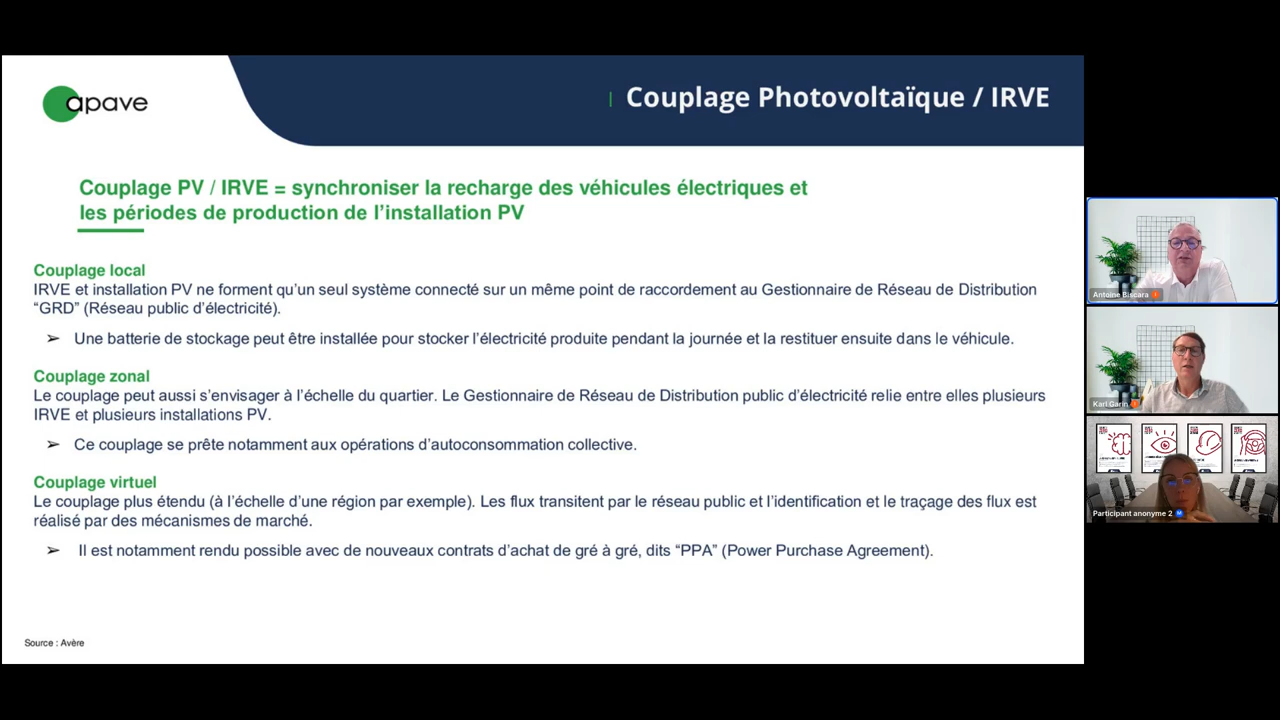 apave
Couplage Photovoltaïque / IRVE
Couplage PV / IRVE = synchroniser la recharge des véhicules électriques et
les périodes de production de l’installation PV
Couplage local
IRVE et installation PV ne forment qu’un seul système connecté sur un même point de raccordement au Gestionnaire de Réseau de Distribution
“GRD” (Réseau public d’électricité).
➢ Une batterie de stockage peut être installée pour stocker l’électricité produite pendant la journée et la restituer ensuite dans le véhicule.
Couplage zonal
Le couplage peut aussi s’envisager à l’échelle du quartier. Le Gestionnaire de Réseau de Distribution public d’électricité relie entre elles plusieurs
IRVE et plusieurs installations PV.
➢ Ce couplage se prête notamment aux opérations d’autoconsommation collective.
Couplage virtuel
Le couplage plus étendu (à l’échelle d’une région par exemple). Les flux transitent par le réseau public et l’identification et le traçage des flux est
réalisé par des mécanismes de marché.
➢ Il est notamment rendu possible avec de nouveaux contrats d’achat de gré à gré, dits “PPA” (Power Purchase Agreement).
Source : Avère
Antoine Biscara
Karl Garin
Participant anonyme 2
M